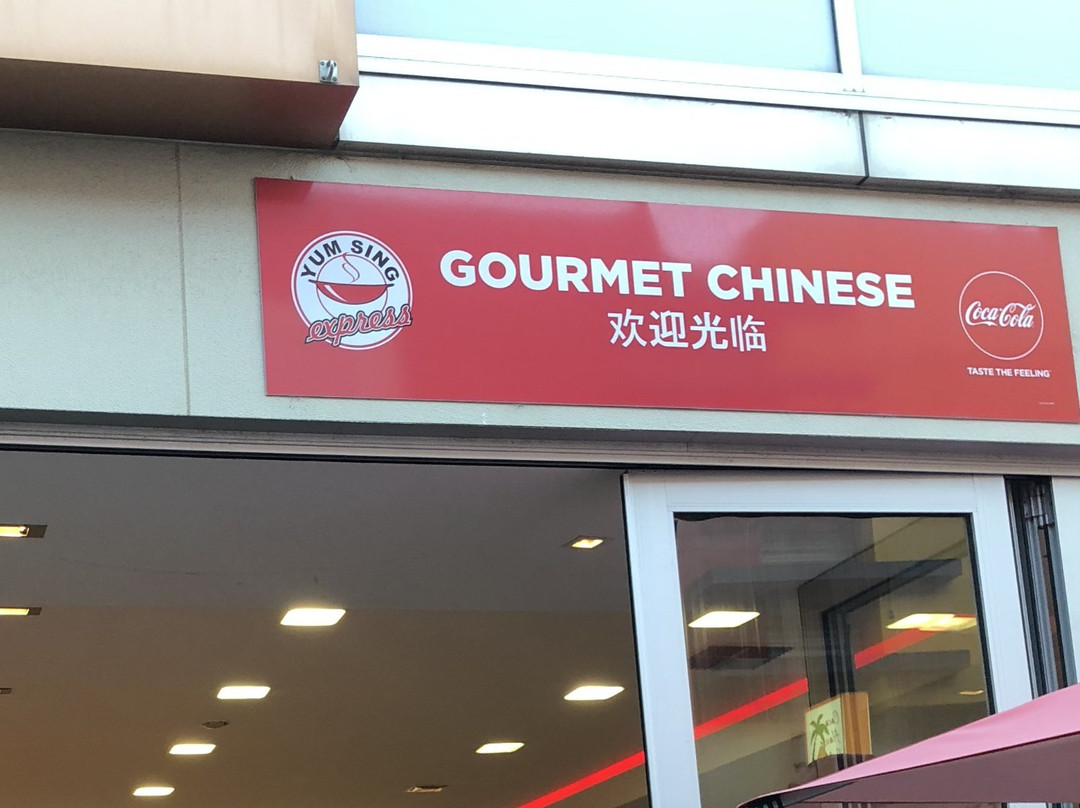 YUM SING
express
GOURMET CHINESE
欢迎光临
Coca-Cola
TASTE THE FEELING